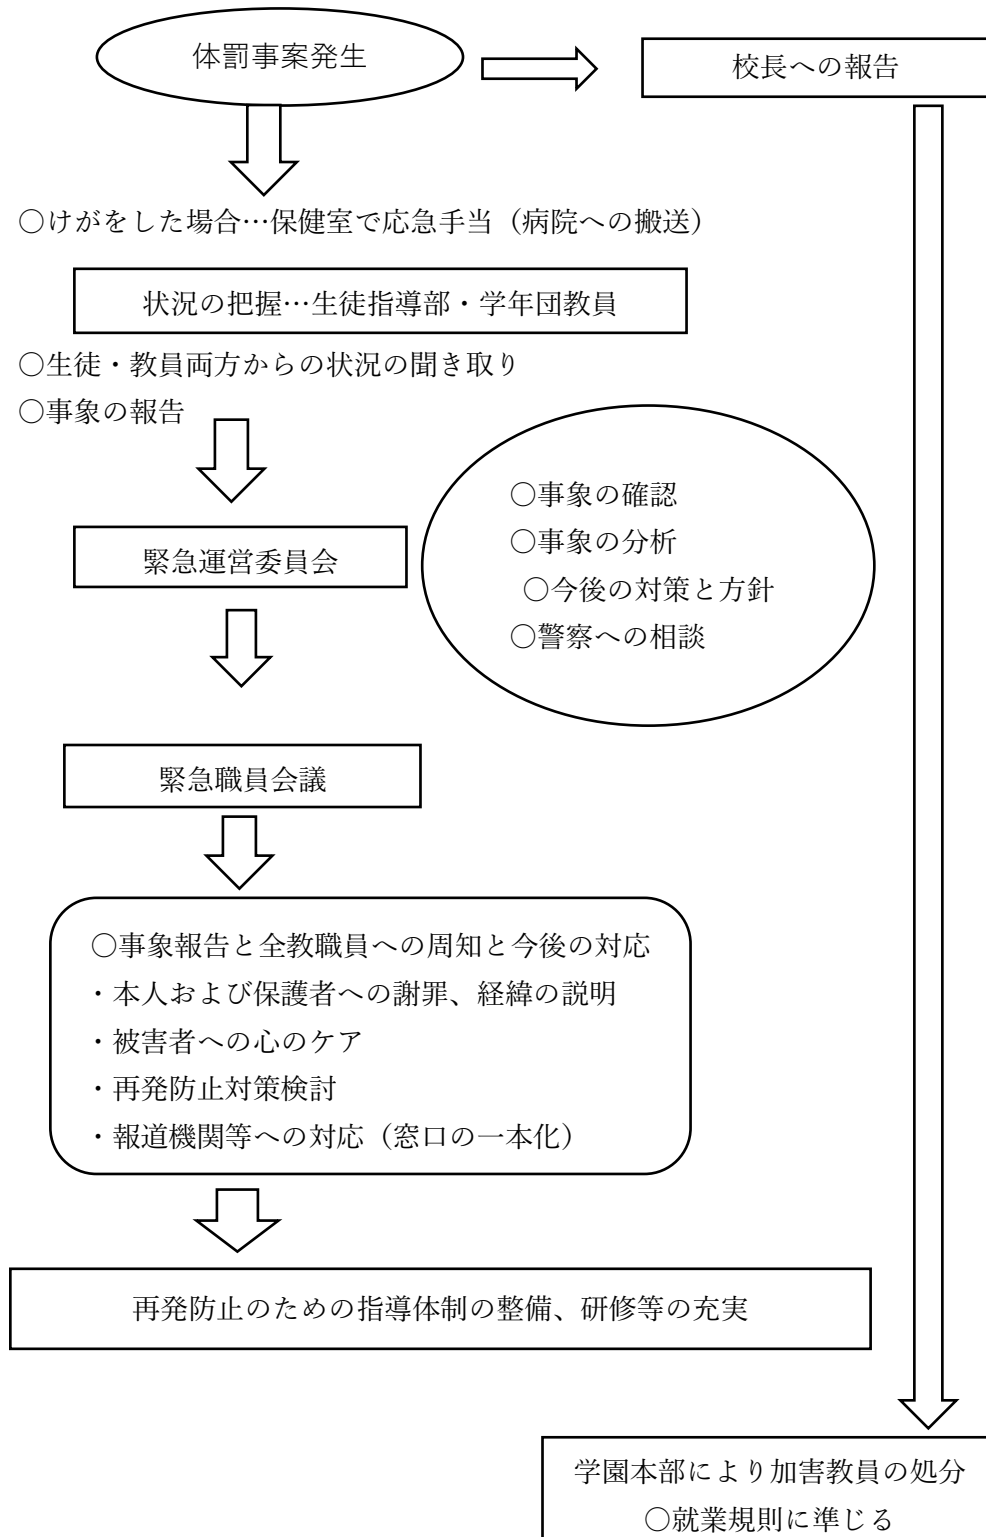 体罰事案発生
校長への報告
○けがをした場合…保健室で応急手当（病院への搬送）
状況の把握…生徒指導部・学年団教員
○生徒・教員両方からの状況の聞き取り
○事象の報告
○事象の確認
○事象の分析
○今後の対策と方針
○警察への相談
緊急運営委員会
緊急職員会議
○事象報告と全教職員への周知と今後の対応
・本人および保護者への謝罪、経緯の説明
・被害者への心のケア
・再発防止対策検討
・報道機関等への対応（窓口の一本化）
再発防止のための指導体制の整備、研修等の充実
学園本部により加害教員の処分
○就業規則に準じる